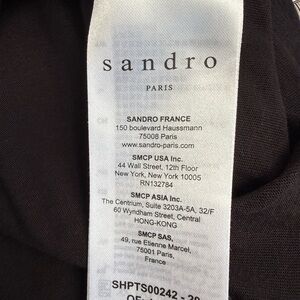 sandro
PARIS
SANDRO FRANCE
150 boulevard Haussmann
75008 Paris
www.sandro-paris.com
SMCP USA Inc.
44 Wall Street, 12th Floor
New York, New York 10005
RN132784
SMCP ASIA Inc.
The Centrium, Suite 3203A-5A, 32/F
60 Wyndham Street, Central
HONG-KONG
SMCP SAS,
49, rue Etienne Marcel,
75001 Paris,
France
SHPTS00242 -